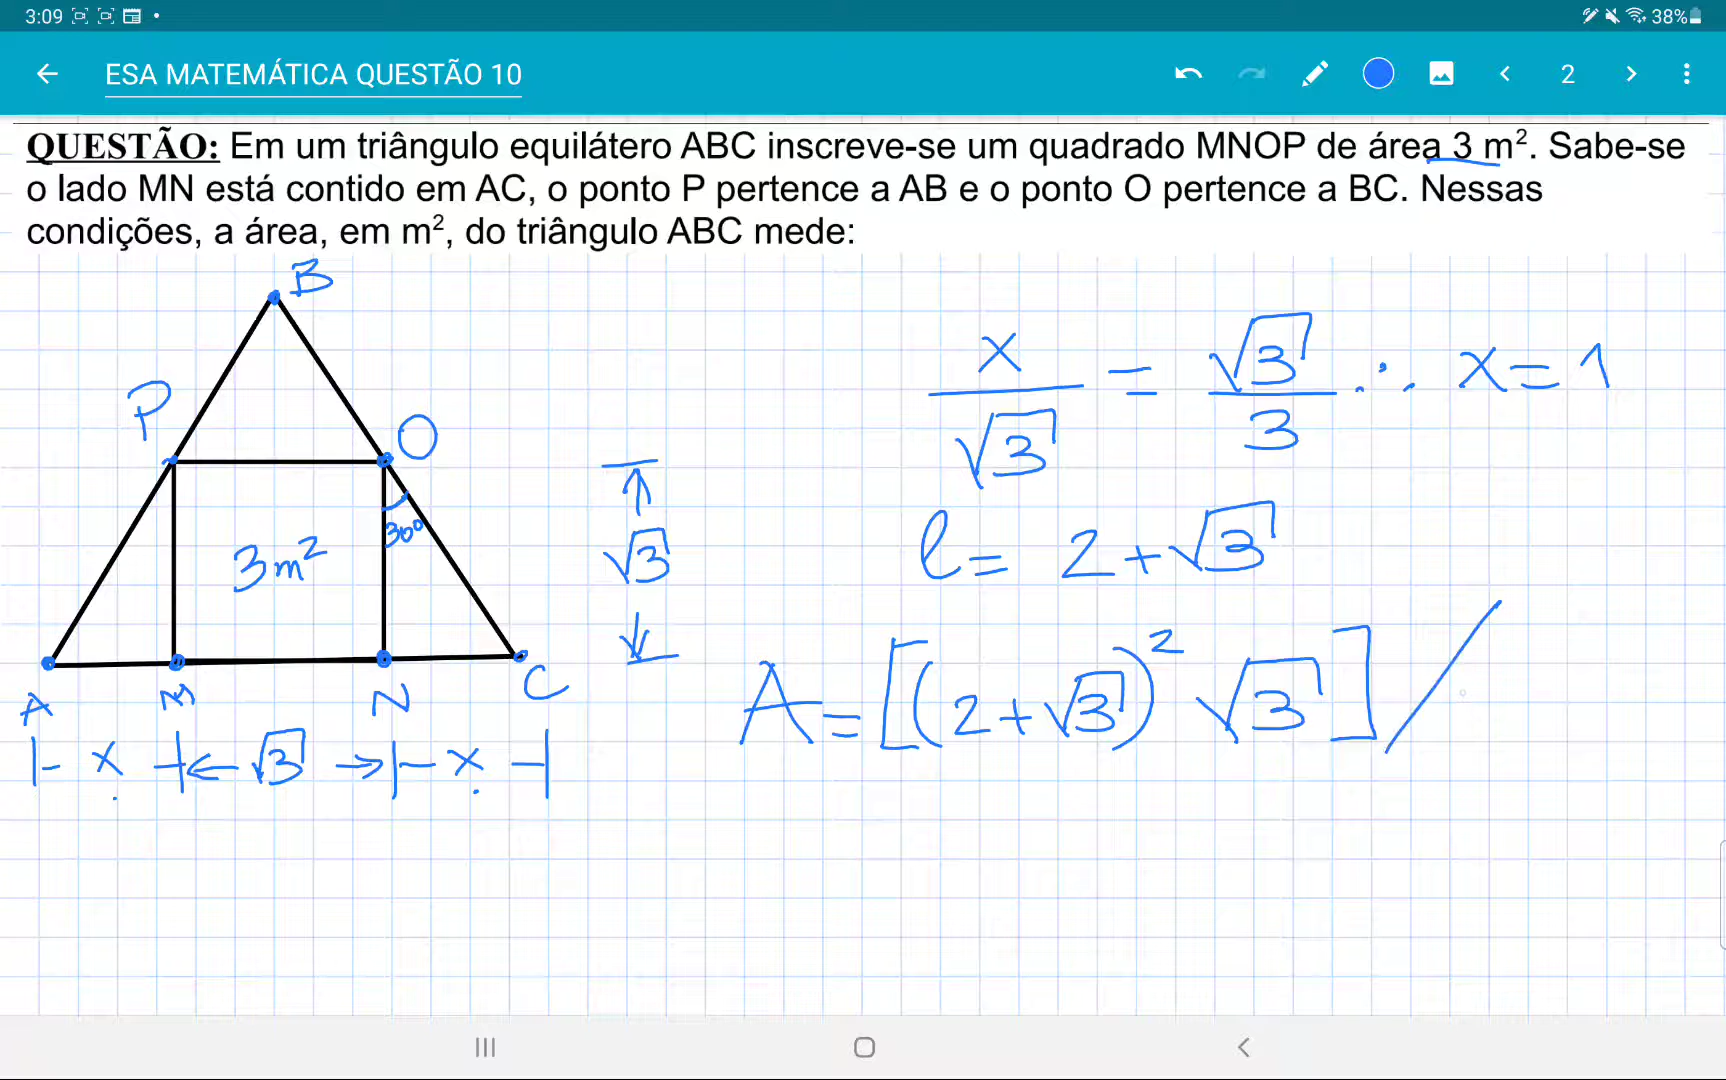 3:09 38%
ESA MATEMÁTICA QUESTÃO 10 2
QUESTÃO: Em um triângulo equilátero ABC inscreve-se um quadrado MNOP de área 3 m². Sabe-se
o lado MN está contido em AC, o ponto P pertence a AB e o ponto O pertence a BC. Nessas
condições, a área, em m², do triângulo ABC mede:
B
P
O
30°
3m²
A M N C
|- x -|← √3 →|- x -|
↑
√3
↓
x/√3 = √3/3 ∴ x = 1
l = 2 + √3
A = [(2 + √3)² √3] /